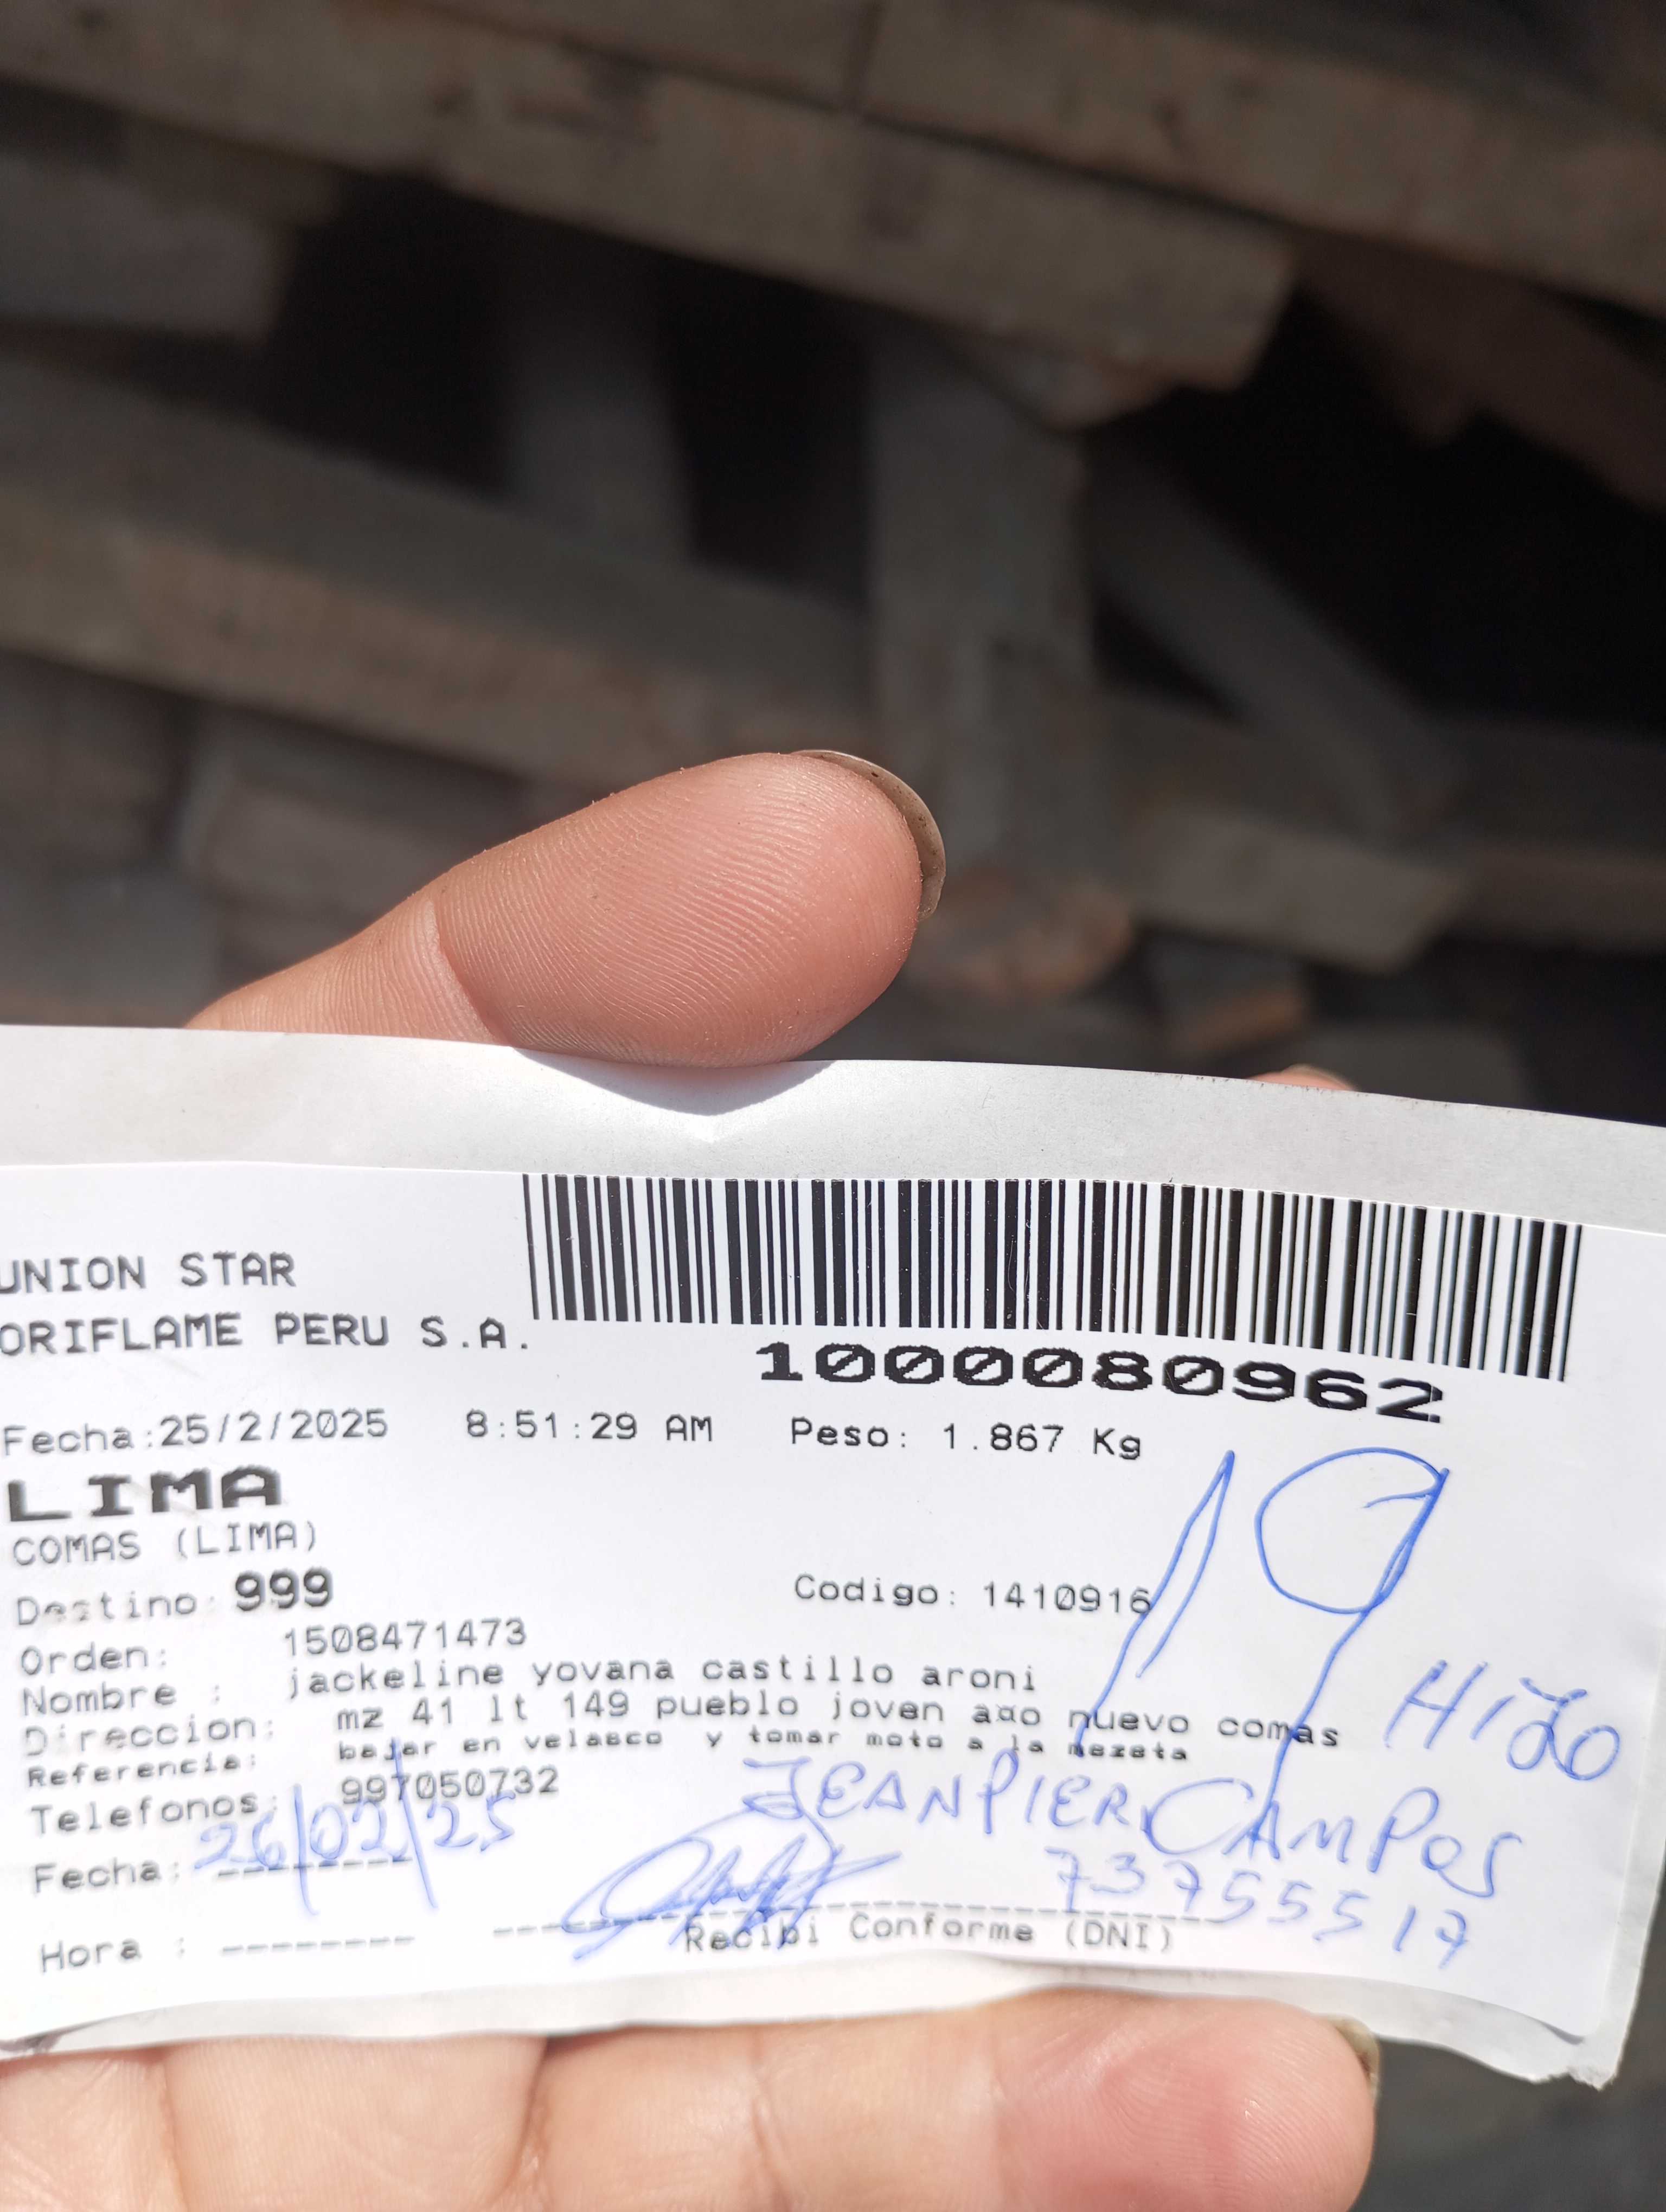 UNION STAR
ORIFLAME PERU S.A.
1000080962
Fecha:25/2/2025 8:51:29 AM Peso: 1.867 Kg
LIMA
COMAS (LIMA)
Destino: 999 Codigo: 1410916
19
Orden: 1508471473
Nombre : jackeline yovana castillo aroni
Direccion: mz 41 lt 149 pueblo joven año nuevo comas
HiJo
Referencia: bajar en velasco y tomar moto a la mezeta
Telefonos: 997050732
JEANPIER CAMPOS
Fecha: 26/02/25
73755517
Hora : -------- Recibi Conforme (DNI)